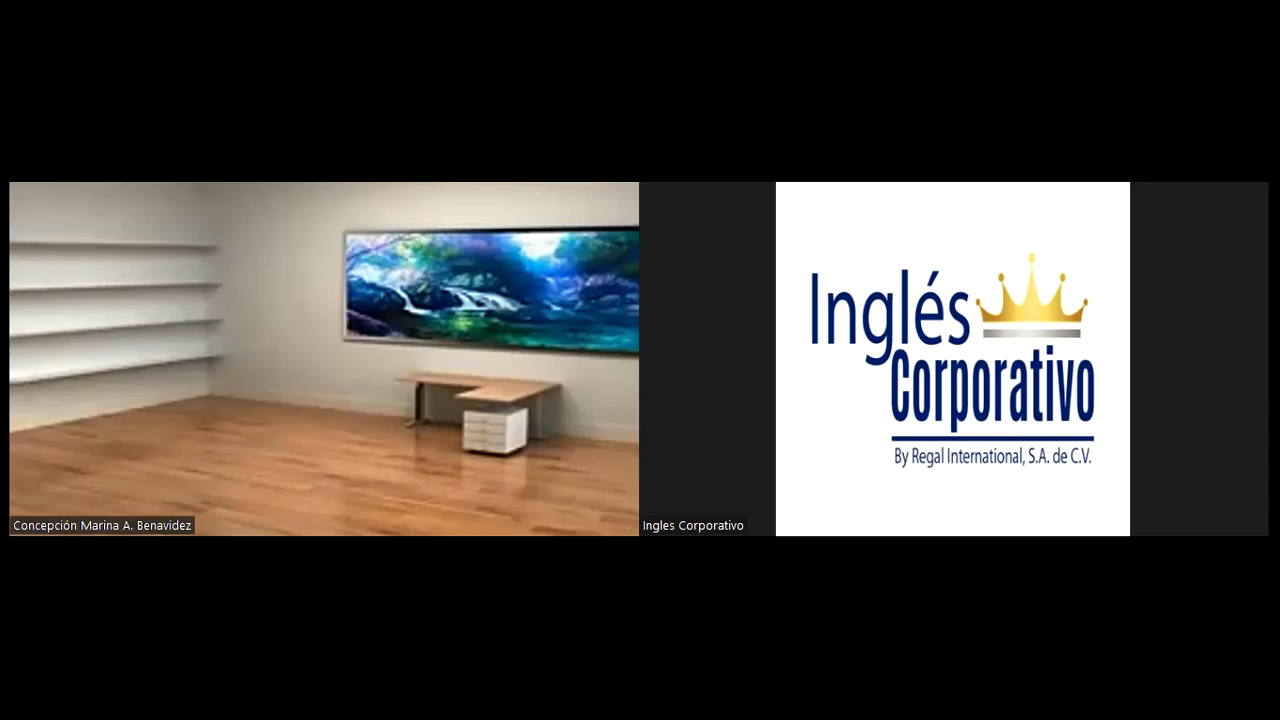 Inglés
Corporativo
By Regal International, S.A. de C.V.
Concepción Marina A. Benavidez
Ingles Corporativo